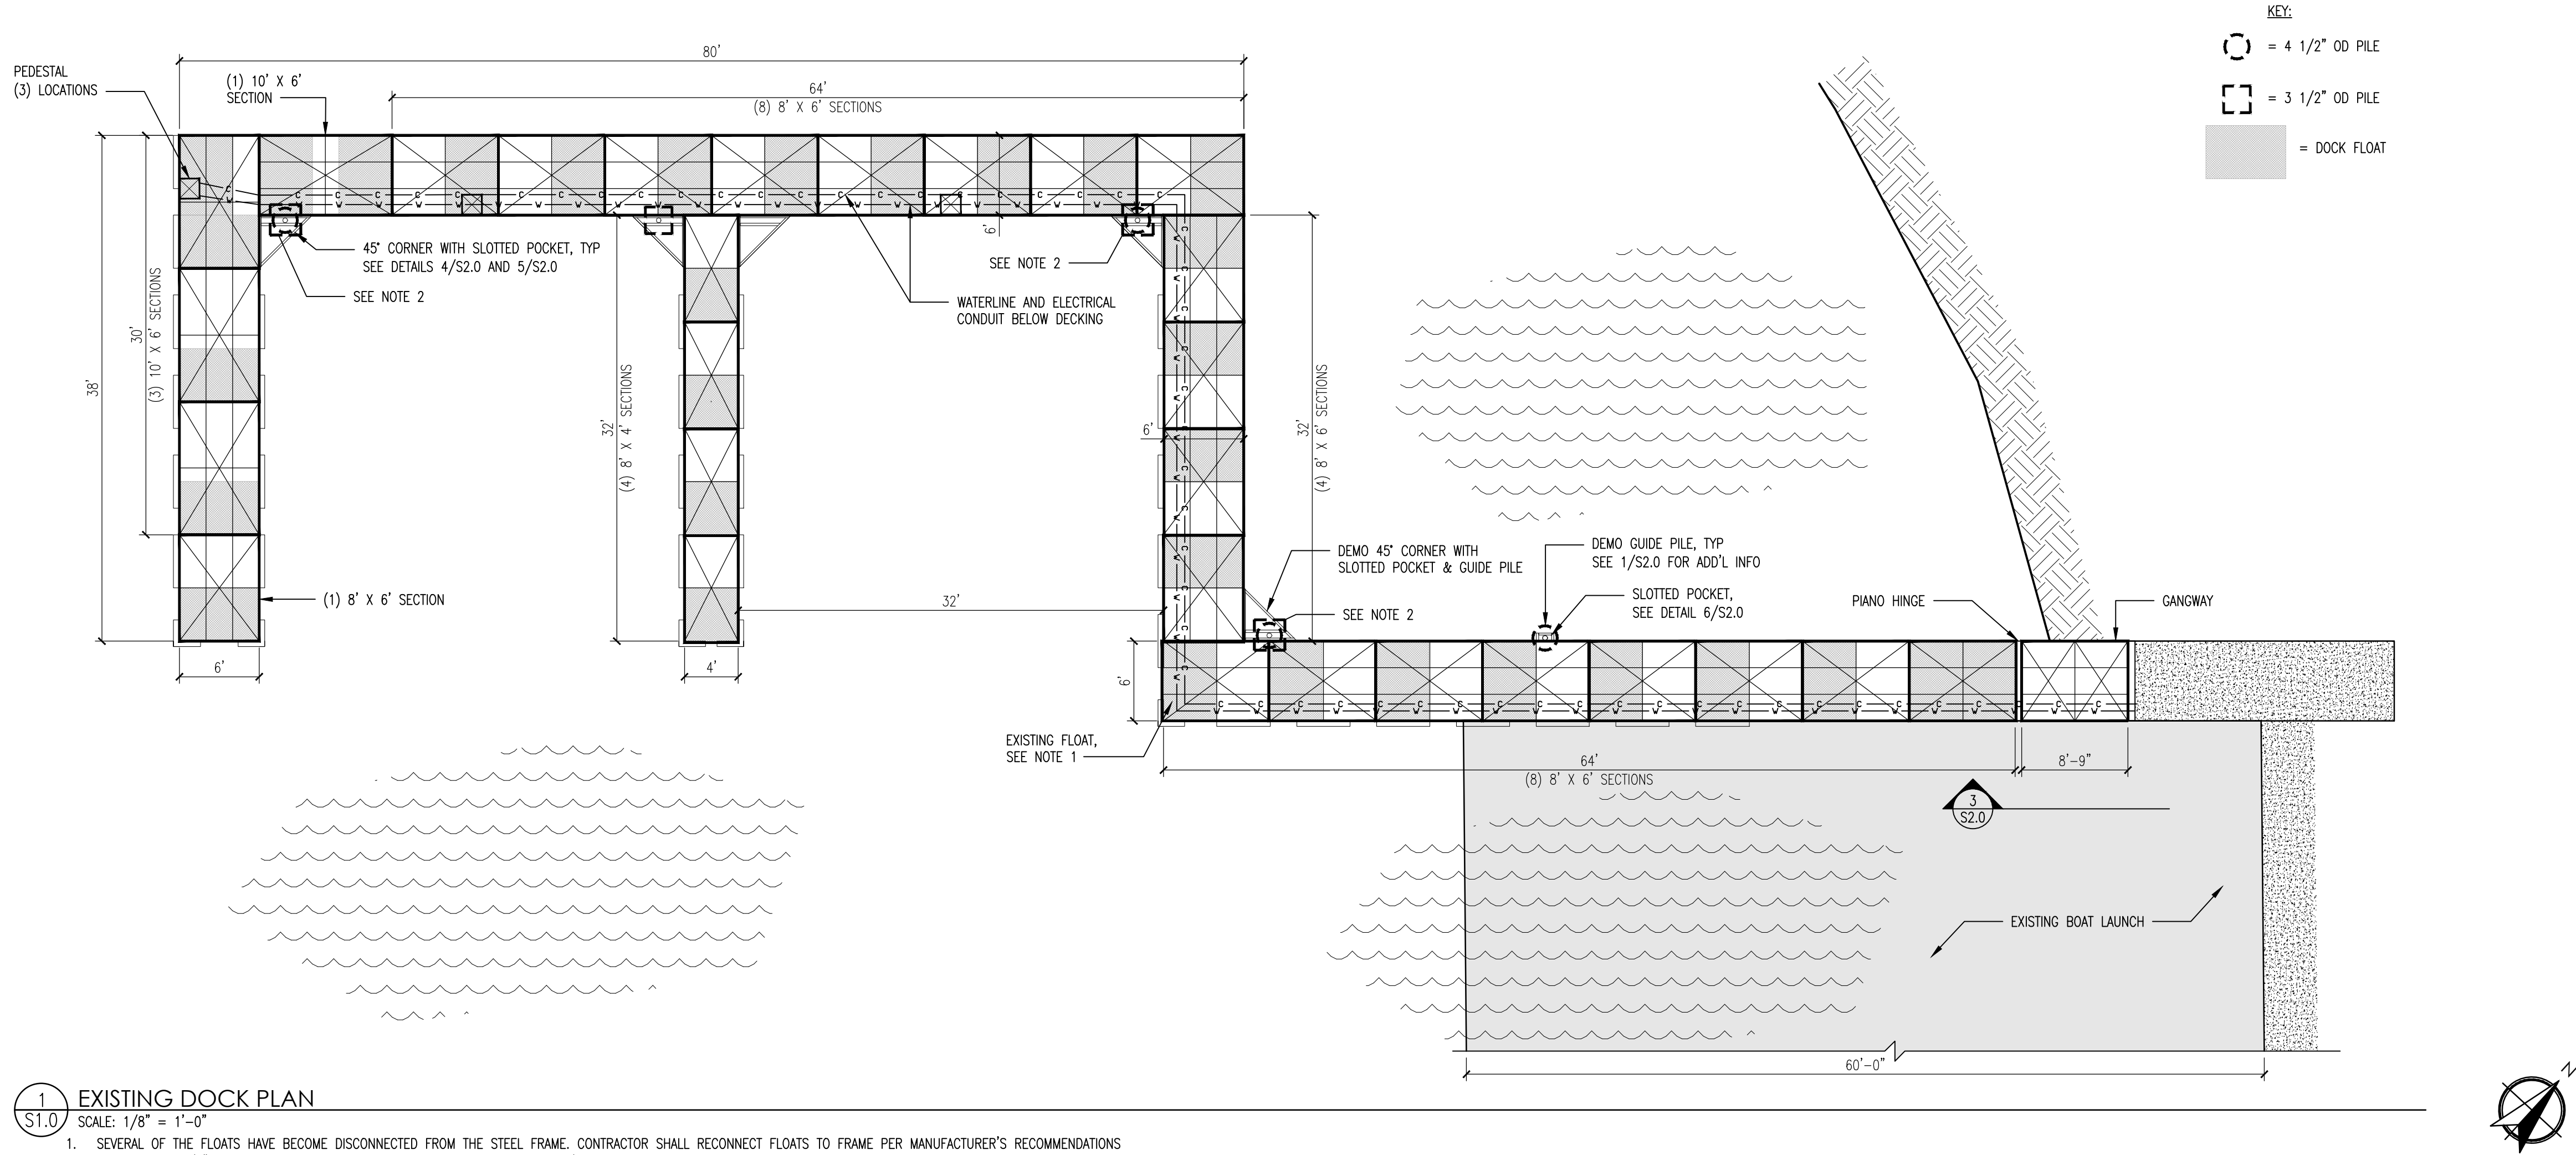 KEY:
= 4 1/2" OD PILE
= 3 1/2" OD PILE
= DOCK FLOAT
80'
64'
(8) 8' X 6' SECTIONS
PEDESTAL
(3) LOCATIONS
(1) 10' X 6'
SECTION
38'
30'
(3) 10' X 6' SECTIONS
45° CORNER WITH SLOTTED POCKET, TYP
SEE DETAILS 4/S2.0 AND 5/S2.0
SEE NOTE 2
(1) 8' X 6' SECTION
6'
32'
(4) 8' X 4' SECTIONS
4'
6'
SEE NOTE 2
WATERLINE AND ELECTRICAL
CONDUIT BELOW DECKING
32'
6'
32'
(4) 8' X 6' SECTIONS
DEMO 45° CORNER WITH
SLOTTED POCKET & GUIDE PILE
SEE NOTE 2
DEMO GUIDE PILE, TYP
SEE 1/S2.0 FOR ADD'L INFO
SLOTTED POCKET,
SEE DETAIL 6/S2.0
PIANO HINGE
GANGWAY
6'
EXISTING FLOAT,
SEE NOTE 1
64'
(8) 8' X 6' SECTIONS
8'-9"
3
S2.0
EXISTING BOAT LAUNCH
60'-0"
N
1
S1.0
EXISTING DOCK PLAN
SCALE: 1/8" = 1'-0"
1. SEVERAL OF THE FLOATS HAVE BECOME DISCONNECTED FROM THE STEEL FRAME. CONTRACTOR SHALL RECONNECT FLOATS TO FRAME PER MANUFACTURER'S RECOMMENDATIONS